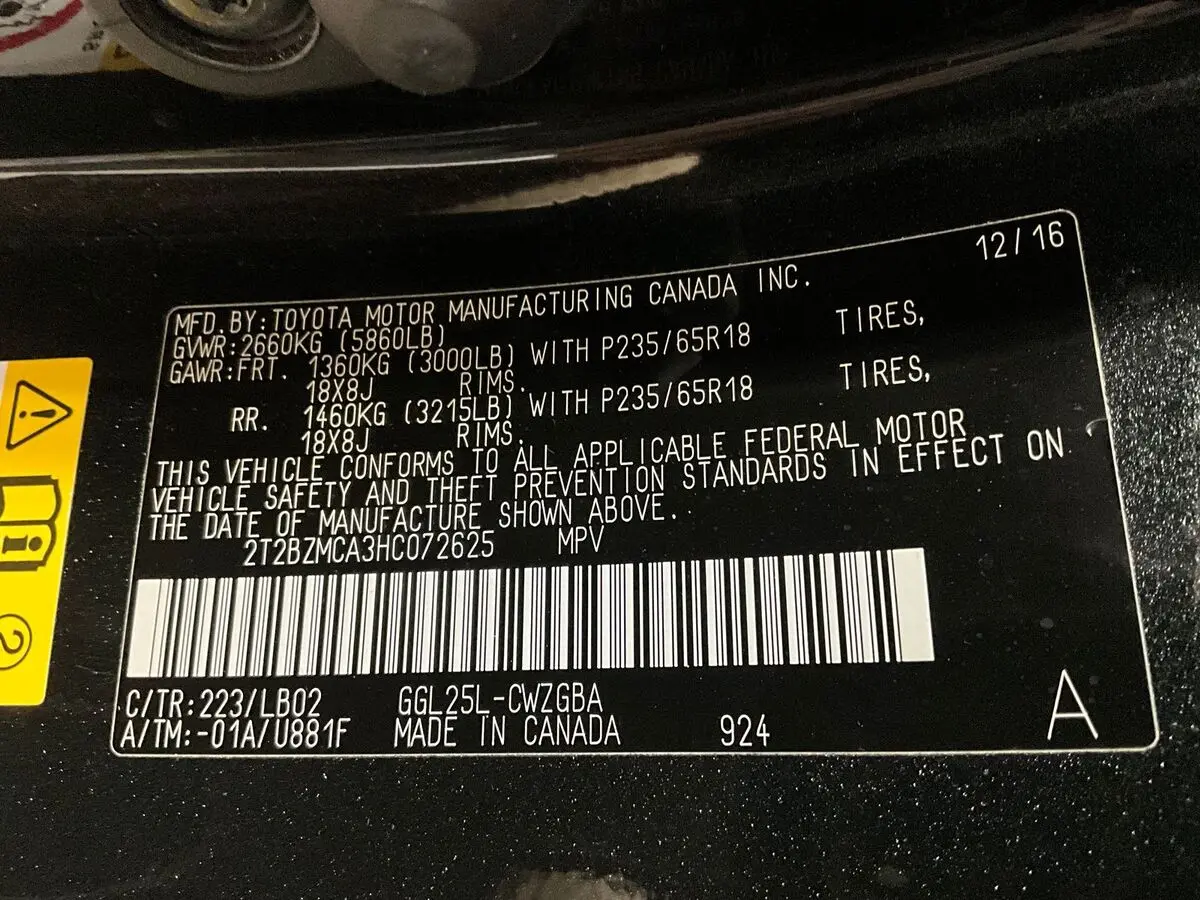 12/16
MFD.BY:TOYOTA MOTOR MANUFACTURING CANADA INC.
GVWR:2660KG (5860LB)
GAWR:FRT. 1360KG (3000LB) WITH P235/65R18 TIRES,
18X8J RIMS.
RR. 1460KG (3215LB) WITH P235/65R18 TIRES,
18X8J RIMS.
THIS VEHICLE CONFORMS TO ALL APPLICABLE FEDERAL MOTOR
VEHICLE SAFETY AND THEFT PREVENTION STANDARDS IN EFFECT ON
THE DATE OF MANUFACTURE SHOWN ABOVE.
2T2BZMCA3HC072625 MPV
C/TR:223/LB02 GGL25L-CWZGBA
A/TM:-01A/U881F MADE IN CANADA 924
A
2